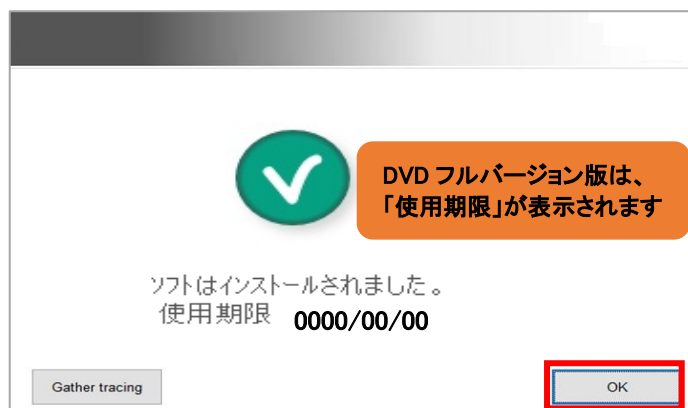 DVD フルバージョン版は、
「使用期限」が表示されます
ソフトはインストールされました。
使用期限 0000/00/00
Gather tracing
OK